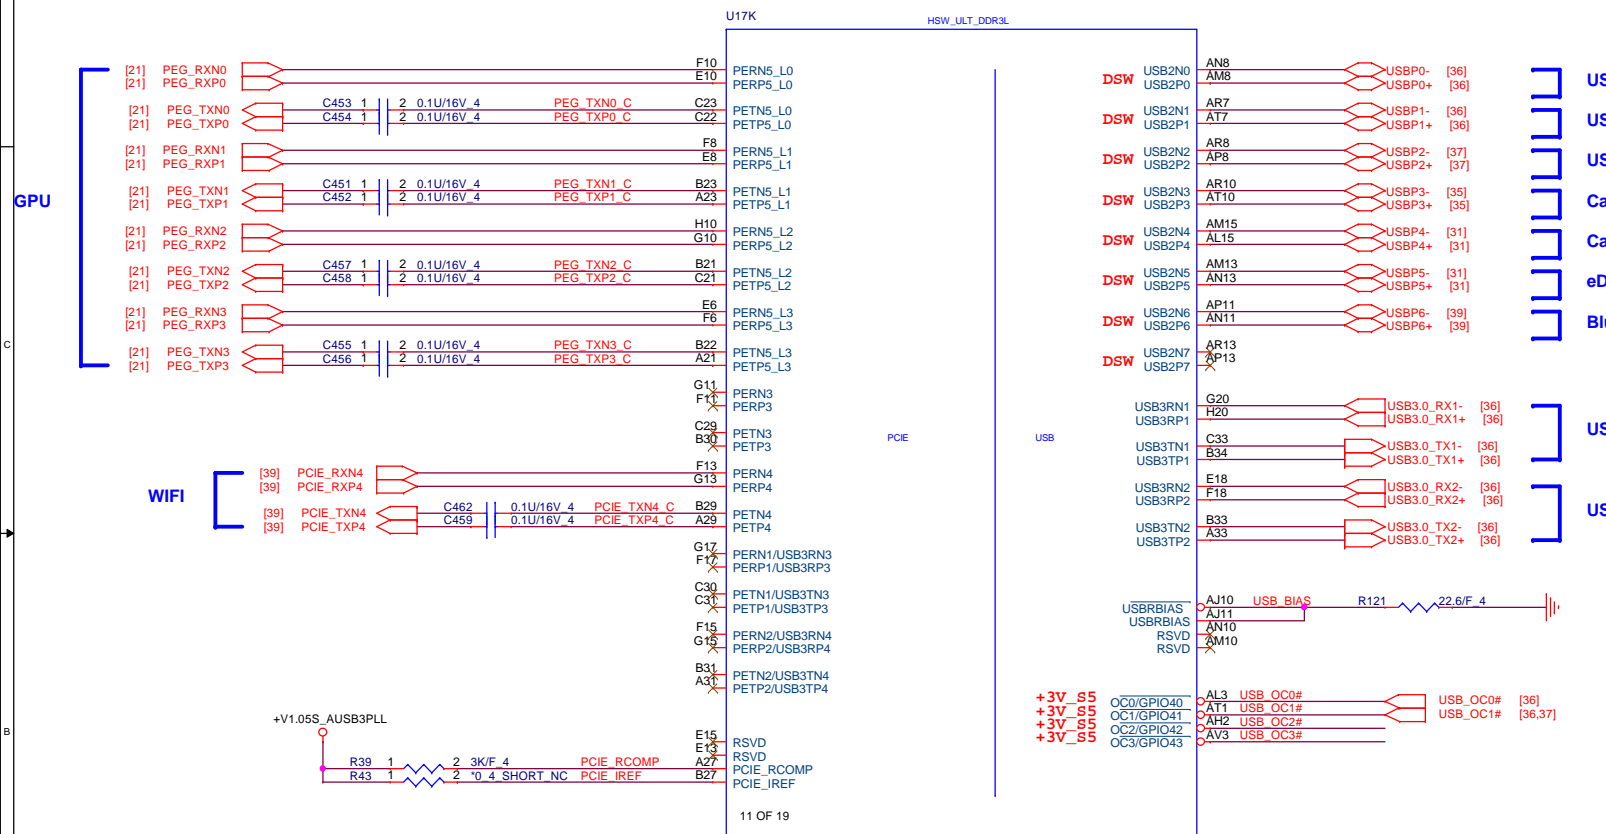 U17K
HSW_ULT_DDR3L
[21] PEG_RXN0 F10 PERN5_L0
[21] PEG_RXP0 E10 PERP5_L0
[21] PEG_TXN0 C453 1 2 0.1U/16V_4 PEG_TXN0_C C23 PETN5_L0
[21] PEG_TXP0 C454 1 2 0.1U/16V_4 PEG_TXP0_C C22 PETP5_L0
[21] PEG_RXN1 F8 PERN5_L1
[21] PEG_RXP1 E8 PERP5_L1
[21] PEG_TXN1 C451 1 2 0.1U/16V_4 PEG_TXN1_C B23 PETN5_L1
[21] PEG_TXP1 C452 1 2 0.1U/16V_4 PEG_TXP1_C A23 PETP5_L1
GPU
[21] PEG_RXN2 H10 PERN5_L2
[21] PEG_RXP2 G10 PERP5_L2
[21] PEG_TXN2 C457 1 2 0.1U/16V_4 PEG_TXN2_C B21 PETN5_L2
[21] PEG_TXP2 C458 1 2 0.1U/16V_4 PEG_TXP2_C C21 PETP5_L2
[21] PEG_RXN3 E6 PERN5_L3
[21] PEG_RXP3 F6 PERP5_L3
[21] PEG_TXN3 C455 1 2 0.1U/16V_4 PEG_TXN3_C B22 PETN5_L3
[21] PEG_TXP3 C456 1 2 0.1U/16V_4 PEG_TXP3_C A21 PETP5_L3
C
G11 PERN3
F11 PERP3
C29 PETN3
B30 PETP3
WIFI
[39] PCIE_RXN4 F13 PERN4
[39] PCIE_RXP4 G13 PERP4
[39] PCIE_TXN4 C462 0.1U/16V_4 PCIE_TXN4_C B29 PETN4
[39] PCIE_TXP4 C459 0.1U/16V_4 PCIE_TXP4_C A29 PETP4
G17 PERN1/USB3RN3
F17 PERP1/USB3RP3
C30 PETN1/USB3TN3
C31 PETP1/USB3TP3
F15 PERN2/USB3RN4
G15 PERP2/USB3RP4
B31 PETN2/USB3TN4
A31 PETP2/USB3TP4
B
+V1.05S_AUSB3PLL
E15 RSVD
E13 RSVD
R39 1 2 3K/F_4 PCIE_RCOMP A27 PCIE_RCOMP
R43 1 2 *0_4_SHORT_NC PCIE_IREF B27 PCIE_IREF
11 OF 19
PCIE
USB
DSW USB2N0 AN8 USBP0- [36]
USB2P0 AM8 USBP0+ [36]
US
DSW USB2N1 AR7 USBP1- [36]
USB2P1 AT7 USBP1+ [36]
US
DSW USB2N2 AR8 USBP2- [37]
USB2P2 AP8 USBP2+ [37]
US
DSW USB2N3 AR10 USBP3- [35]
USB2P3 AT10 USBP3+ [35]
Ca
DSW USB2N4 AM15 USBP4- [31]
USB2P4 AL15 USBP4+ [31]
Ca
DSW USB2N5 AM13 USBP5- [31]
USB2P5 AN13 USBP5+ [31]
eD
DSW USB2N6 AP11 USBP6- [39]
USB2P6 AN11 USBP6+ [39]
Blu
DSW USB2N7 AR13
USB2P7 AP13
USB3RN1 G20 USB3.0_RX1- [36]
USB3RP1 H20 USB3.0_RX1+ [36]
US
USB3TN1 C33 USB3.0_TX1- [36]
USB3TP1 B34 USB3.0_TX1+ [36]
USB3RN2 E18 USB3.0_RX2- [36]
USB3RP2 F18 USB3.0_RX2+ [36]
US
USB3TN2 B33 USB3.0_TX2- [36]
USB3TP2 A33 USB3.0_TX2+ [36]
USBRBIAS AJ10 USB_BIAS R121 22.6/F_4
USBRBIAS AJ11
RSVD AN10
RSVD AM10
+3V_S5 OC0/GPIO40 AL3 USB_OC0# USB_OC0# [36]
+3V_S5 OC1/GPIO41 AT1 USB_OC1# USB_OC1# [36,37]
+3V_S5 OC2/GPIO42 AH2 USB_OC2#
+3V_S5 OC3/GPIO43 AV3 USB_OC3#